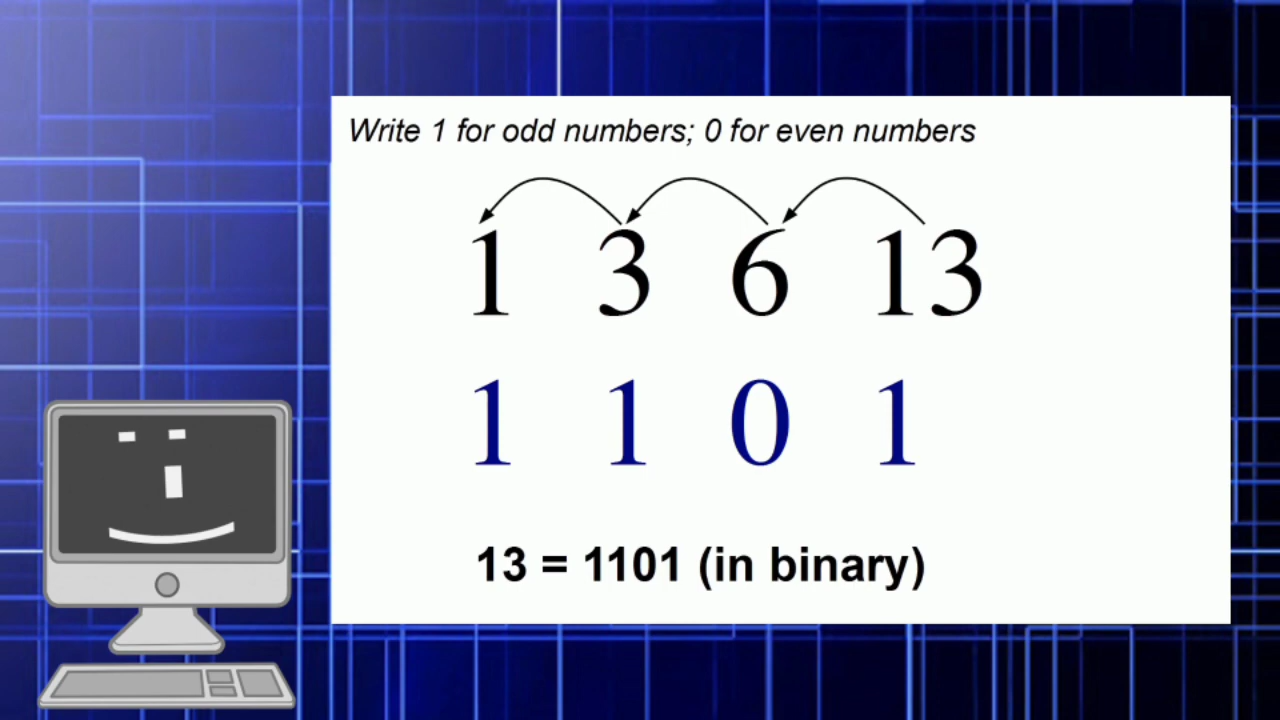 Write 1 for odd numbers; 0 for even numbers
1 3 6 13
1 1 0 1
13 = 1101 (in binary)